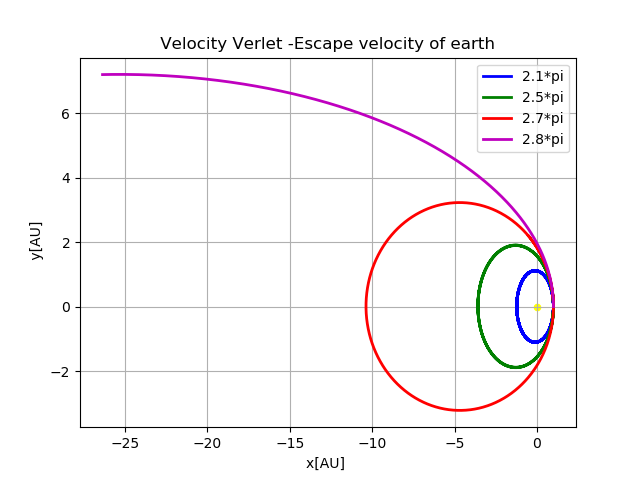 Velocity Verlet -Escape velocity of earth
2.1*pi
2.5*pi
2.7*pi
2.8*pi
6
4
2
0
−2
y[AU]
−25 −20 −15 −10 −5 0
x[AU]